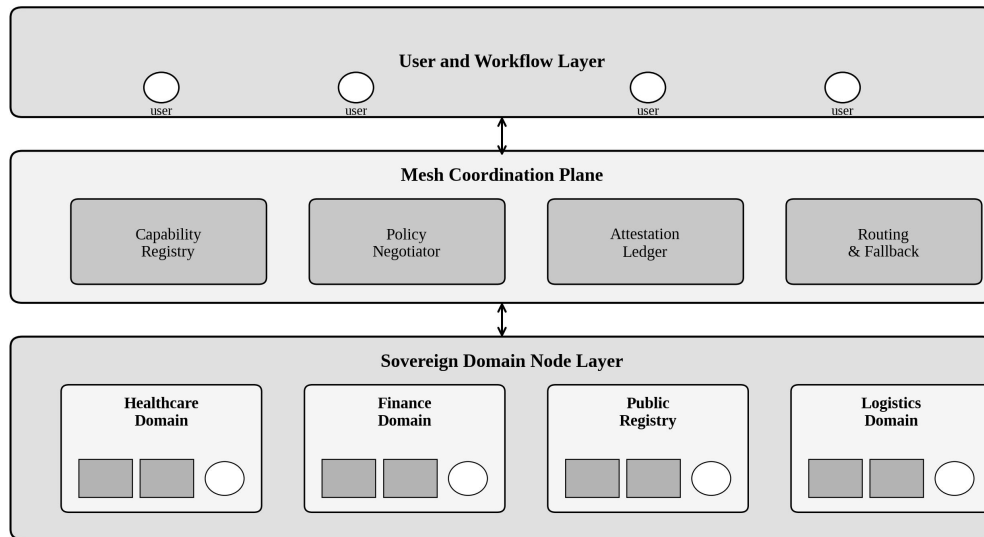 User and Workflow Layer
user
user
user
user
Mesh Coordination Plane
Capability
Registry
Policy
Negotiator
Attestation
Ledger
Routing
& Fallback
Sovereign Domain Node Layer
Healthcare
Domain
Finance
Domain
Public
Registry
Logistics
Domain